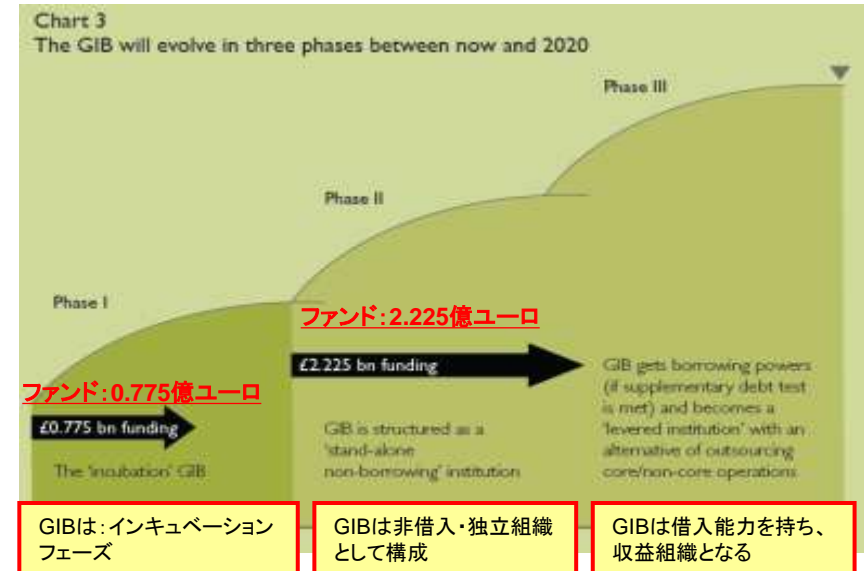 Chart 3
The GIB will evolve in three phases between now and 2020
Phase III
Phase II
Phase I
ファンド：2.225億ユーロ
£2.225 bn funding
ファンド：0.775億ユーロ
£0.775 bn funding
The 'incubation' GIB
GIB is structured as a
'stand-alone
non-borrowing' institution
GIB gets borrowing powers
(if supplementary debt test
is met) and becomes a
'levered institution' with an
alternative of outsourcing
core/non-core operations
GIBは：インキュベーション
フェーズ
GIBは非借入・独立組織
として構成
GIBは借入能力を持ち、
収益組織となる